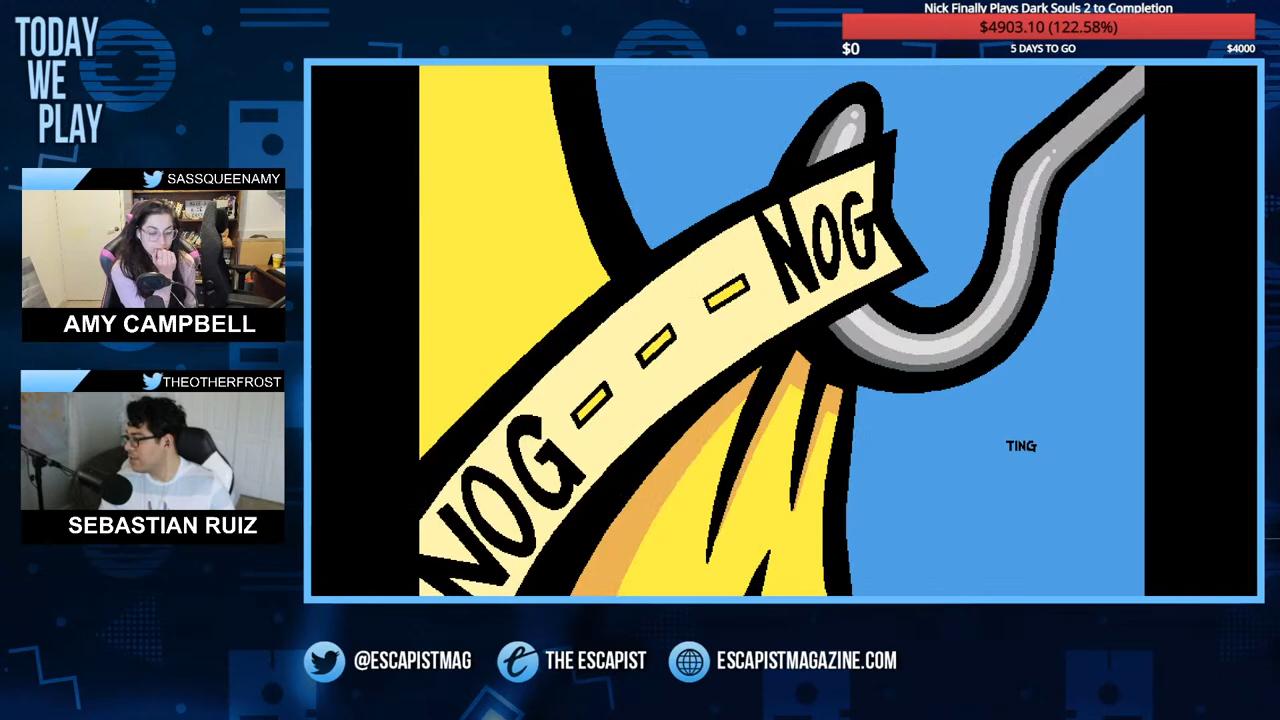 Nick Finally Plays Dark Souls 2 to Completion
$4903.10 (122.58%)
$0
5 DAYS TO GO
$4000
TODAY
WE
PLAY
SASSQUEENAMY
AMY CAMPBELL
THEOTHERFROST
SEBASTIAN RUIZ
NOG
NOG
TING
@ESCAPISTMAG
THE ESCAPIST
ESCAPISTMAGAZINE.COM